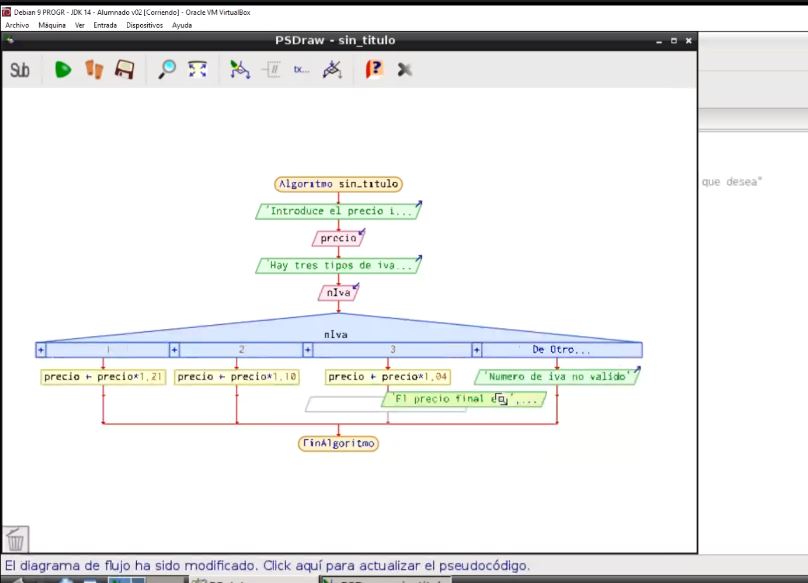 Debian 9 PROGR - JDK 14 - Alumnado v02 [Corriendo] - Oracle VM VirtualBox
Archivo Máquina Ver Entrada Dispositivos Ayuda
PSDraw - sin_titulo
Sub
tx...
?
que desea"
Algoritmo sin_titulo
'Introduce el precio i...
precio
'Hay tres tipos de iva...
nIva
nIva
+ 1 + 2 + 3 + De Otro...
precio ← precio*1,21 precio ← precio*1,10 precio ← precio*1,04 'Numero de iva no valido'
'El precio final e ',...
FinAlgoritmo
El diagrama de flujo ha sido modificado. Click aquí para actualizar el pseudocódigo.